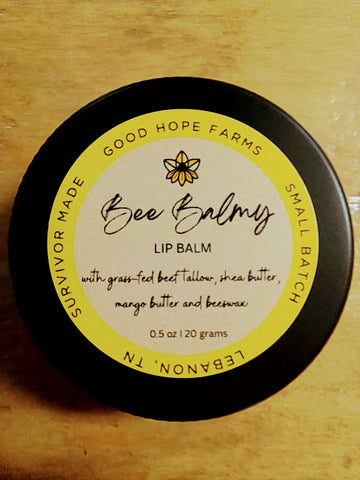 GOOD HOPE FARMS
SURVIVOR MADE
SMALL BATCH
Bee Balmy
LIP BALM
with grass-fed beef tallow, shea butter,
mango butter and beeswax
0.5 oz | 20 grams
LEBANON, TN